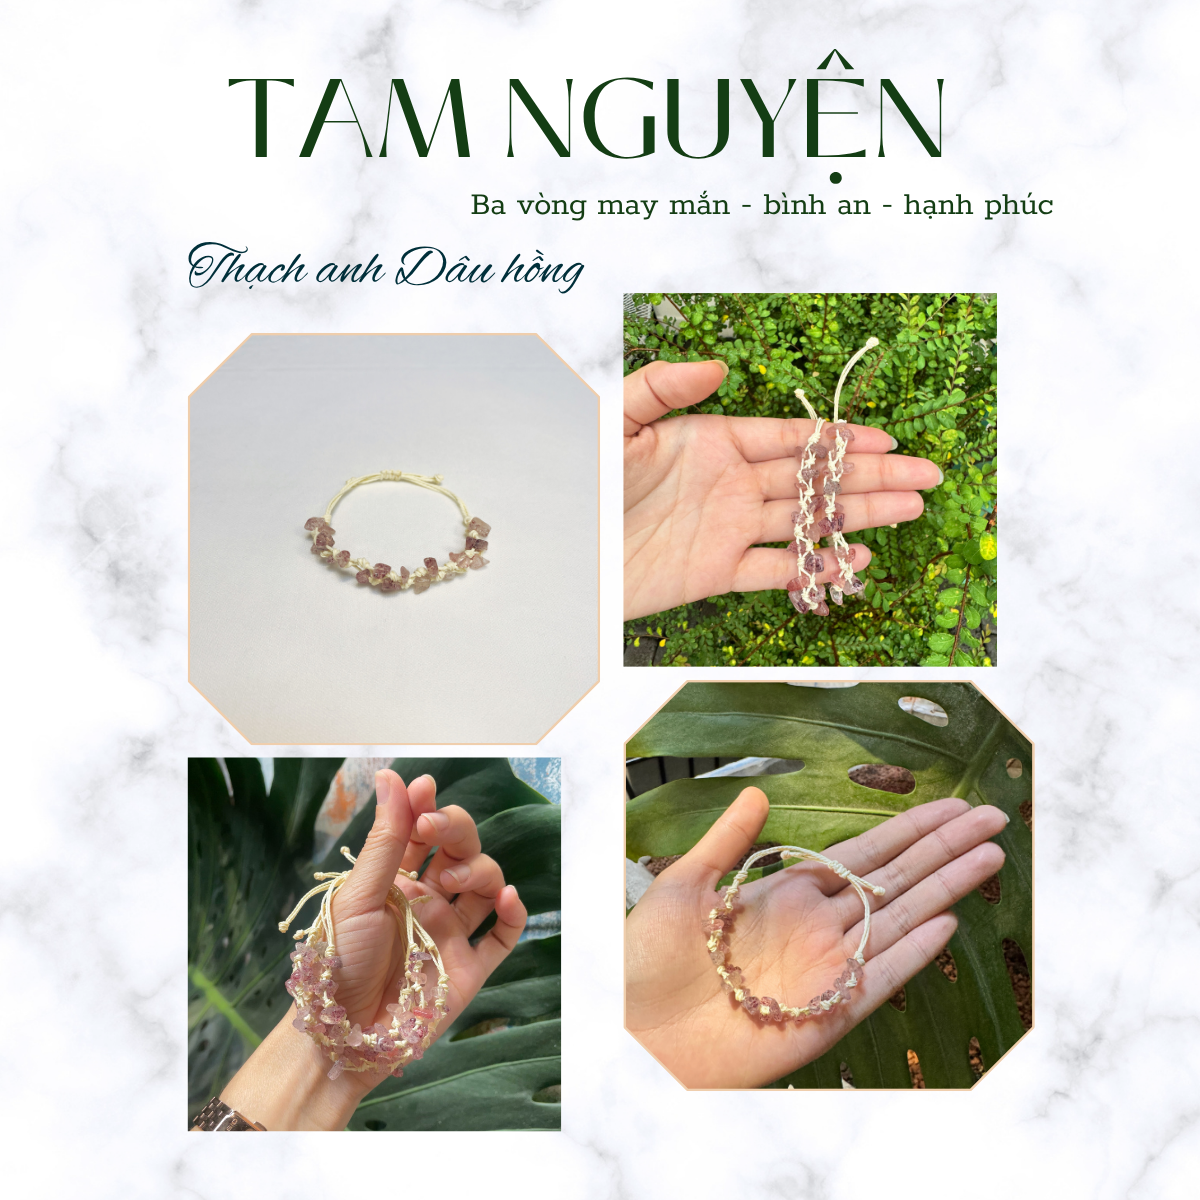 TAM NGUYỆN
Ba vòng may mắn - bình an - hạnh phúc
Thạch anh Dâu hồng